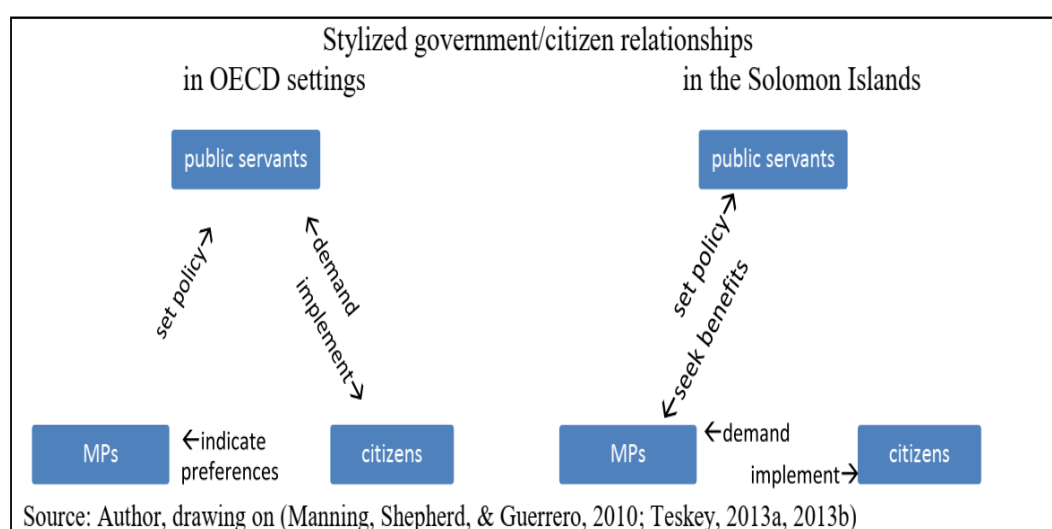 Stylized government/citizen relationships
in OECD settings
in the Solomon Islands
public servants
set policy→
←demand
implement→
MPs
←indicate
preferences
citizens
public servants
set policy→
←seek benefits
MPs
←demand
implement→
citizens
Source: Author, drawing on (Manning, Shepherd, & Guerrero, 2010; Teskey, 2013a, 2013b)